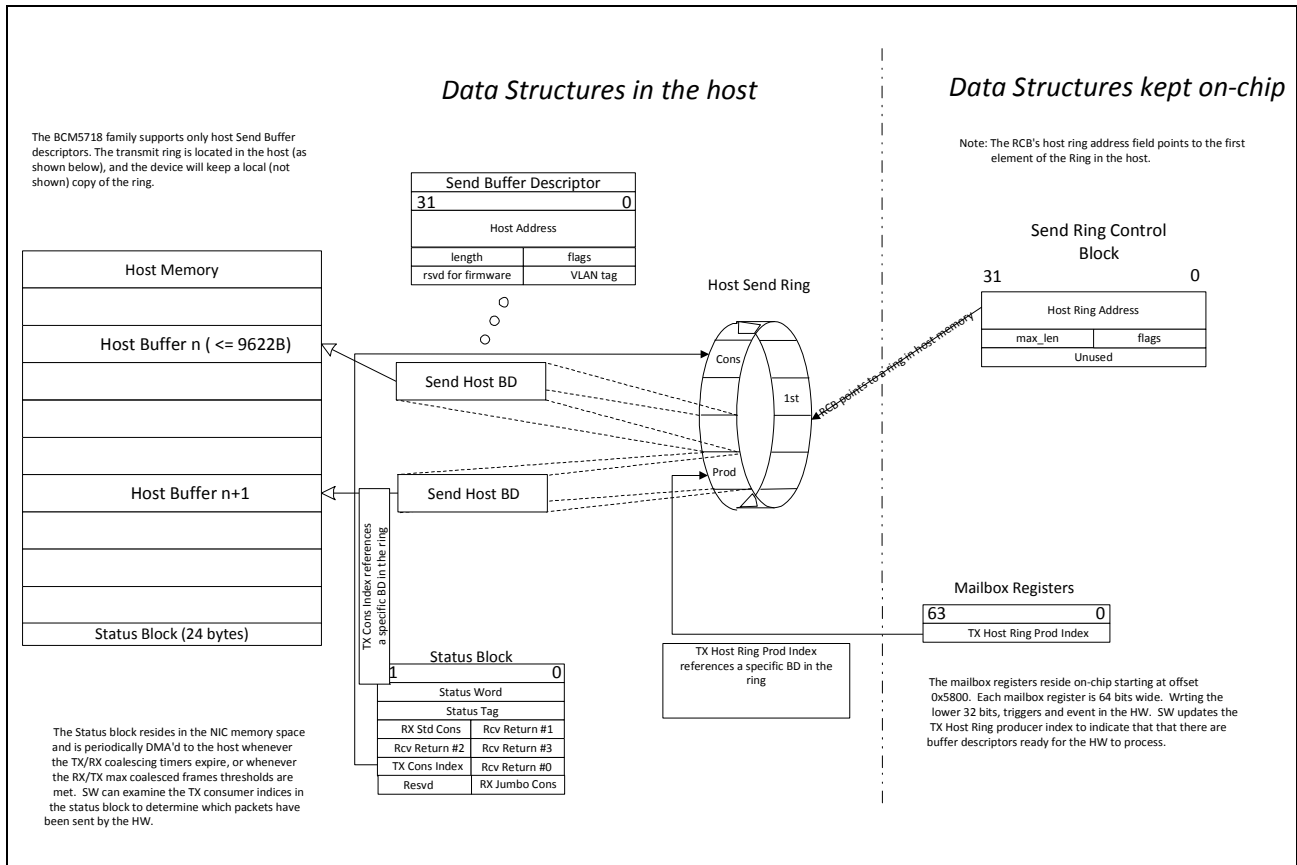 Data Structures in the host
Data Structures kept on-chip
The BCM5718 family supports only host Send Buffer
descriptors. The transmit ring is located in the host (as
shown below), and the device will keep a local (not
shown) copy of the ring.
Note: The RCB's host ring address field points to the first
element of the Ring in the host.
Send Buffer Descriptor
31 0
Host Address
length flags
rsvd for firmware VLAN tag
Send Ring Control
Block
31 0
Host Ring Address
max_len flags
Unused
Host Memory
Host Buffer n ( <= 9622B)
Host Buffer n+1
Status Block (24 bytes)
Send Host BD
Send Host BD
Host Send Ring
Cons
1st
Prod
RCB points to a ring in host memory
TX Cons Index references
a specific BD in the ring
Mailbox Registers
63 0
TX Host Ring Prod Index
TX Host Ring Prod Index
references a specific BD in the
ring
Status Block
1 0
Status Word
Status Tag
RX Std Cons Rcv Return #1
Rcv Return #2 Rcv Return #3
TX Cons Index Rcv Return #0
Resvd RX Jumbo Cons
The Status block resides in the NIC memory space
and is periodically DMA'd to the host whenever
the TX/RX coalescing timers expire, or whenever
the RX/TX max coalesced frames thresholds are
met. SW can examine the TX consumer indices in
the status block to determine which packets have
been sent by the HW.
The mailbox registers reside on-chip starting at offset
0x5800. Each mailbox register is 64 bits wide. Wrting the
lower 32 bits, triggers and event in the HW. SW updates the
TX Host Ring producer index to indicate that that there are
buffer descriptors ready for the HW to process.